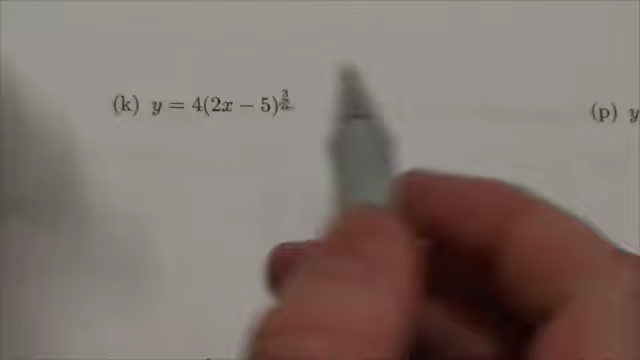 (k) y = 4(2x − 5)^
(p) y